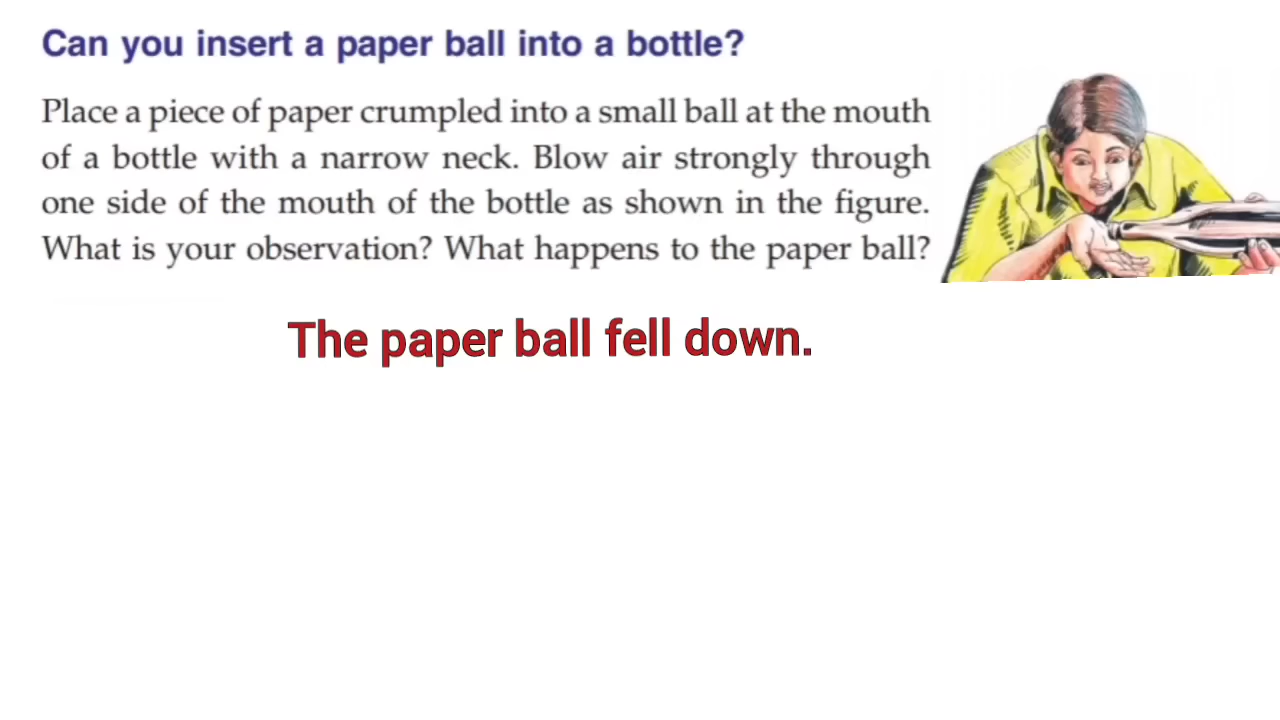 Can you insert a paper ball into a bottle?
Place a piece of paper crumpled into a small ball at the mouth
of a bottle with a narrow neck. Blow air strongly through
one side of the mouth of the bottle as shown in the figure.
What is your observation? What happens to the paper ball?
The paper ball fell down.